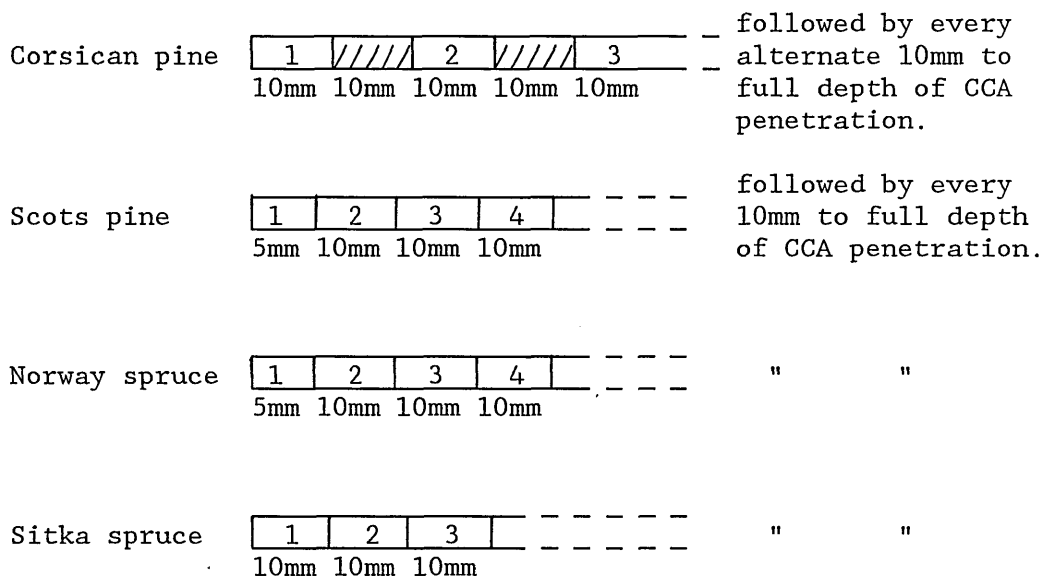 Corsican pine 1 2 3 followed by every
alternate 10mm to
10mm 10mm 10mm 10mm 10mm full depth of CCA
penetration.
followed by every
Scots pine 1 2 3 4 10mm to full depth
5mm 10mm 10mm 10mm of CCA penetration.
Norway spruce 1 2 3 4 " "
5mm 10mm 10mm 10mm
Sitka spruce 1 2 3 " "
10mm 10mm 10mm